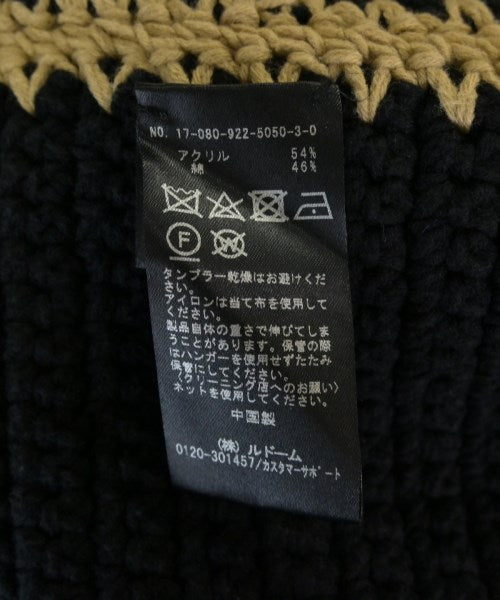 NO. 17-080-922-5050-3-0
アクリル 54%
綿 46%
F W
タンブラー乾燥はお避けくだ
さい。
アイロンは当て布を使用して
ください。
製品自体の重さで伸びてしま
うことがあります。保管の際
はハンガーを使用せずたたみ
保管にしてください。
〈クリーニング店へのお願い〉
ネットを使用してください。
中国製
(株) ルドーム
0120-301457/カスタマーサポート